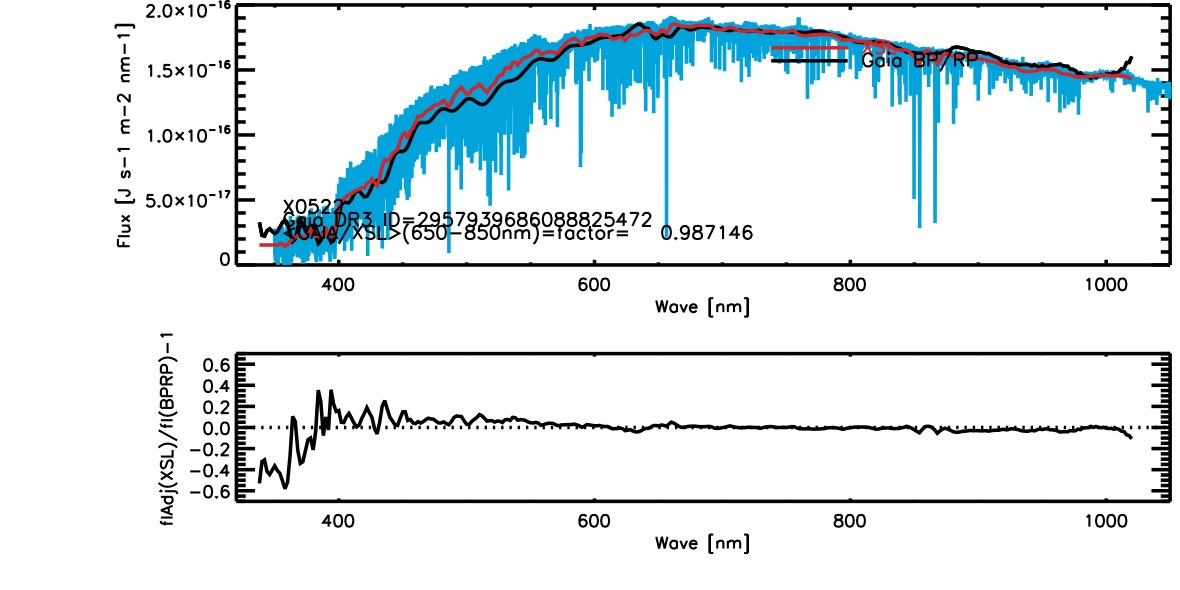 2.0×10−16
1.5×10−16
1.0×10−16
5.0×10−17
0
Flux [J s−1 m−2 nm−1]
Gaia BP/RP
X0522
Gaia DR3 ID=2957939686088825472
<GAIA/XSL>(650−850nm)=factor= 0.987146
400 600 800 1000
Wave [nm]
0.6
0.4
0.2
0.0
−0.2
−0.4
−0.6
flAdj(XSL)/fl(BPRP)−1
400 600 800 1000
Wave [nm]